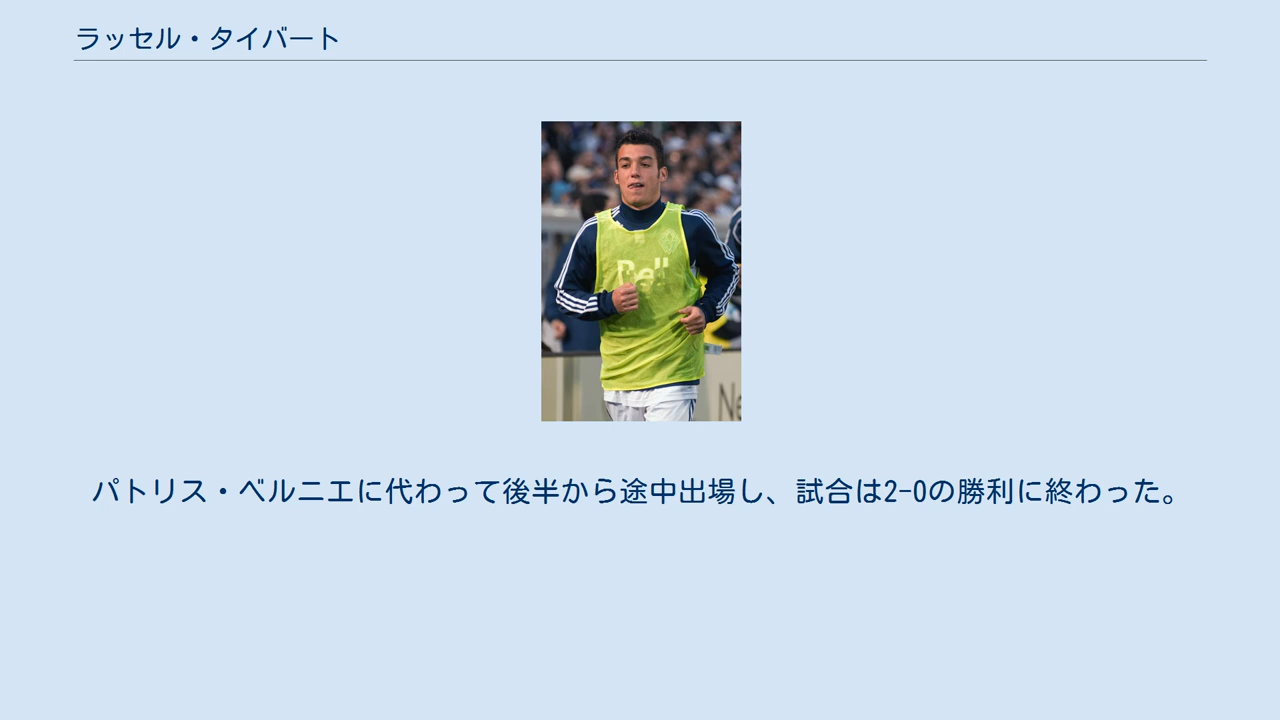 ラッセル・タイバート
Bell
Ne
パトリス・ベルニエに代わって後半から途中出場し、試合は2-0の勝利に終わった。